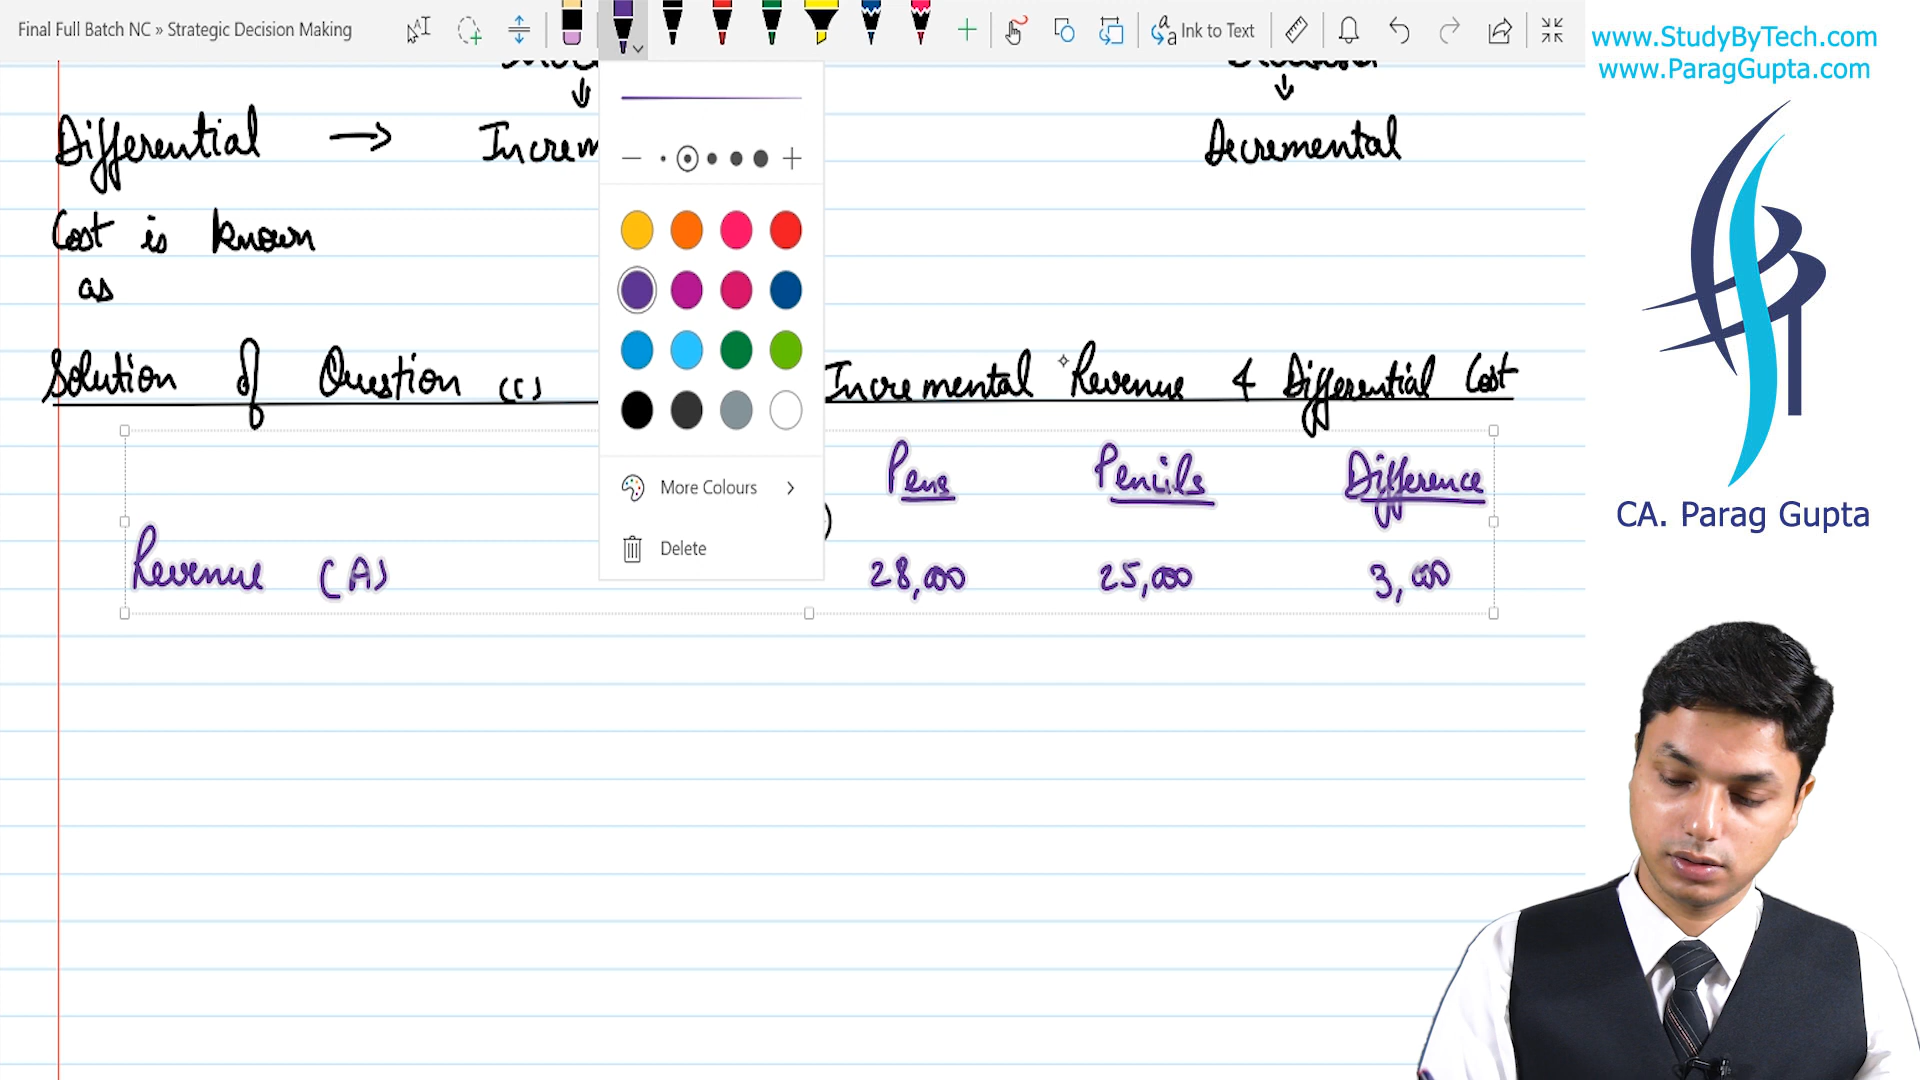 Final Full Batch NC » Strategic Decision Making
Ink to Text
www.StudyByTech.com
www.ParagGupta.com
Differential → Increm
Decremental
Cost is known
as
Solution of Question (c)
Incremental Revenue & Differential Cost
Pens Pencils Difference
Revenue (A) 28,000 25,000 3,000
More Colours
Delete
CA. Parag Gupta